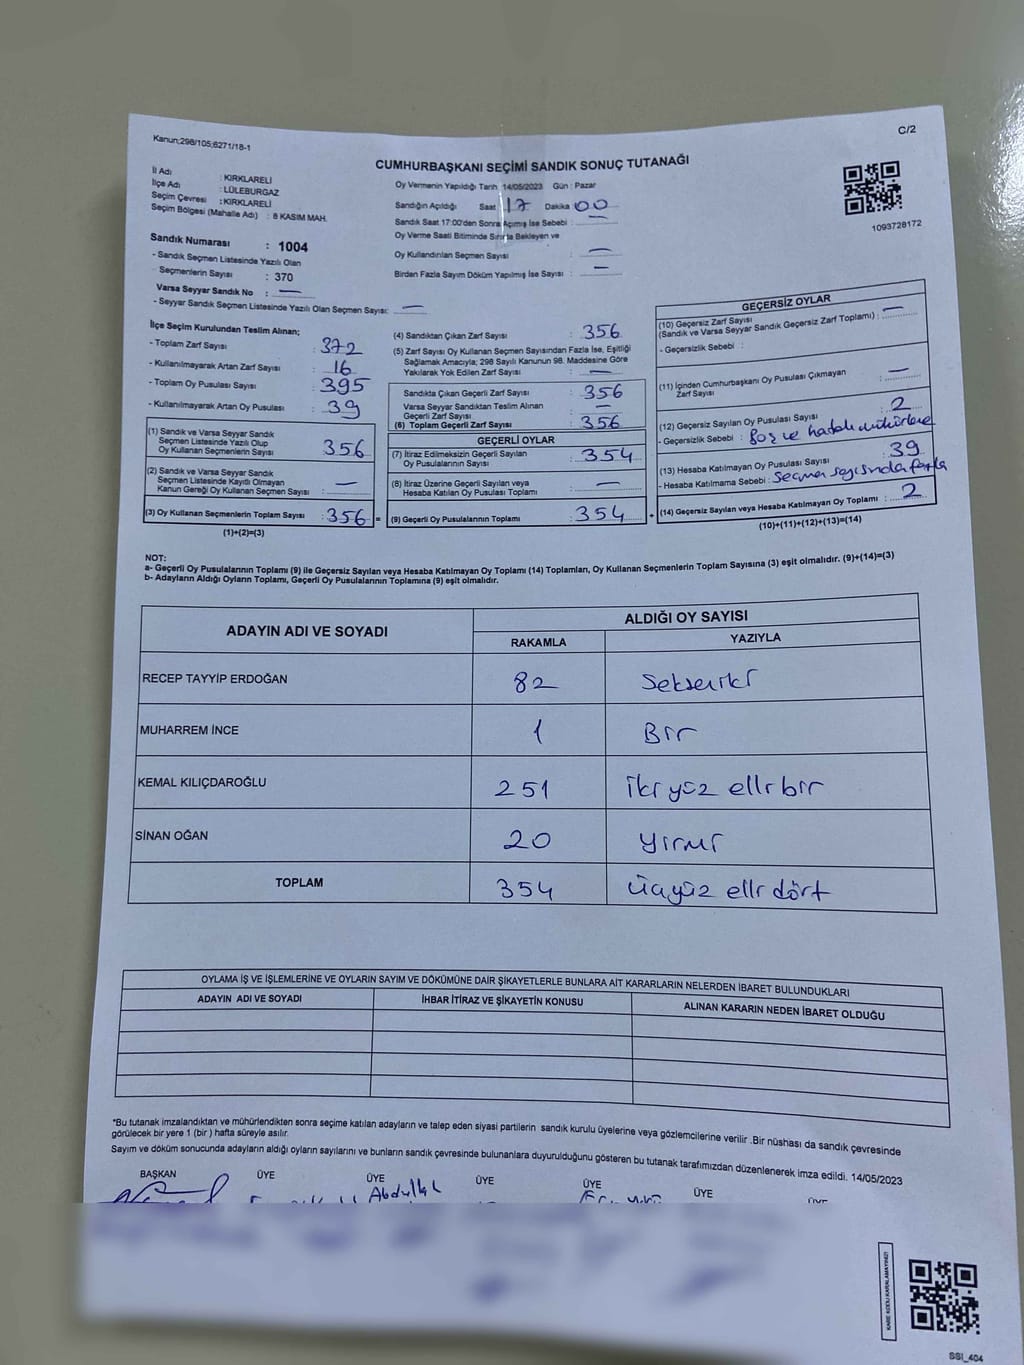 Kanun;298/105;6271/18-1
C/2
CUMHURBAŞKANI SEÇİMİ SANDIK SONUÇ TUTANAĞI
İl Adı : KIRKLARELİ
İlçe Adı : LÜLEBURGAZ
Seçim Çevresi : KIRKLARELİ
Seçim Bölgesi (Mahalle Adı) : 8 KASIM MAH.
Sandık Numarası : 1004
- Sandık Seçmen Listesinde Yazılı Olan
Seçmenlerin Sayısı : 370
Varsa Seyyar Sandık No : —
- Seyyar Sandık Seçmen Listesinde Yazılı Olan Seçmen Sayısı: —
Oy Vermenin Yapıldığı Tarih 14/05/2023 Gün : Pazar
Sandığın Açıldığı Saat 17 Dakika 00
Sandık Saat 17:00'den Sonra Açımış İse Sebebi : —
Oy Verme Saati Bitiminde Sırada Bekleyen ve
Oy Kullandırılan Seçmen Sayısı : —
Birden Fazla Sayım Döküm Yapılmış İse Sayısı : —
1093728172
İlçe Seçim Kurulundan Teslim Alınan;
- Toplam Zarf Sayısı : 372
- Kullanılmayarak Artan Zarf Sayısı : 16
- Toplam Oy Pusulası Sayısı : 395
- Kullanılmayarak Artan Oy Pusulası : 39
(1) Sandık ve Varsa Seyyar Sandık
Seçmen Listesinde Yazılı Olup
Oy Kullanan Seçmenlerin Sayısı : 356
(2) Sandık ve Varsa Seyyar Sandık
Seçmen Listesinde Kayıtlı Olmayan
Kanun Gereği Oy Kullanan Seçmen Sayısı : —
(3) Oy Kullanan Seçmenlerin Toplam Sayısı : 356 =
(1)+(2)=(3)
(4) Sandıktan Çıkan Zarf Sayısı : 356
(5) Zarf Sayısı Oy Kullanan Seçmen Sayısından Fazla İse, Eşitliği
Sağlamak Amacıyla; 298 Sayılı Kanunun 98. Maddesine Göre
Yakılarak Yok Edilen Zarf Sayısı : —
Sandıkta Çıkan Geçerli Zarf Sayısı : 356
Varsa Seyyar Sandıktan Teslim Alınan
Geçerli Zarf Sayısı : —
(6) Toplam Geçerli Zarf Sayısı : 356
GEÇERLİ OYLAR
(7) İtiraz Edilmeksizin Geçerli Sayılan
Oy Pusulalarının Sayısı : 354
(8) İtiraz Üzerine Geçerli Sayılan veya
Hesaba Katılan Oy Pusulası Toplamı : —
(9) Geçerli Oy Pusulalarının Toplamı : 354 +
GEÇERSİZ OYLAR
(10) Geçersiz Zarf Sayısı
(Sandık ve Varsa Seyyar Sandık Geçersiz Zarf Toplamı) : —
- Geçersizlik Sebebi :
(11) İçinden Cumhurbaşkanı Oy Pusulası Çıkmayan
Zarf Sayısı : —
(12) Geçersiz Sayılan Oy Pusulası Sayısı : 2
- Geçersizlik Sebebi : Boş ve hatalı mühürleme
(13) Hesaba Katılmayan Oy Pusulası Sayısı : 39
- Hesaba Katılmama Sebebi : Seçmen sayısından fazla
(14) Geçersiz Sayılan veya Hesaba Katılmayan Oy Toplamı : 2
(10)+(11)+(12)+(13)=(14)
NOT:
a- Geçerli Oy Pusulalarının Toplamı (9) ile Geçersiz Sayılan veya Hesaba Katılmayan Oy Toplamı (14) Toplamları, Oy Kullanan Seçmenlerin Toplam Sayısına (3) eşit olmalıdır. (9)+(14)=(3)
b- Adayların Aldığı Oyların Toplamı, Geçerli Oy Pusulalarının Toplamına (9) eşit olmalıdır.
ADAYIN ADI VE SOYADI
ALDIĞI OY SAYISI
RAKAMLA YAZIYLA
RECEP TAYYİP ERDOĞAN 82 Seksen iki
MUHARREM İNCE 1 Bir
KEMAL KILIÇDAROĞLU 251 iki yüz elli bir
SİNAN OĞAN 20 yirmi
TOPLAM 354 Üçyüz elli dört
OYLAMA İŞ VE İŞLEMLERİNE VE OYLARIN SAYIM VE DÖKÜMÜNE DAİR ŞİKAYETLERLE BUNLARA AİT KARARLARIN NELERDEN İBARET BULUNDUKLARI
ADAYIN ADI VE SOYADI İHBAR İTİRAZ VE ŞİKAYETİN KONUSU ALINAN KARARIN NEDEN İBARET OLDUĞU
*Bu tutanak imzalandıktan ve mühürlendikten sonra seçime katılan adayların ve talep eden siyasi partilerin sandık kurulu üyelerine veya gözlemcilerine verilir .Bir nüshası da sandık çevresinde
görülecek bir yere 1 (bir ) hafta süreyle asılır.
Sayım ve döküm sonucunda adayların aldığı oyların sayılarını ve bunların sandık çevresinde bulunanlara duyurulduğunu gösteren bu tutanak tarafımızdan düzenlenerek imza edildi. 14/05/2023
BAŞKAN ÜYE ÜYE ÜYE ÜYE ÜYE ÜYE
Abdullah
KARE KODU KARALAMAYINIZ!
SSI_404